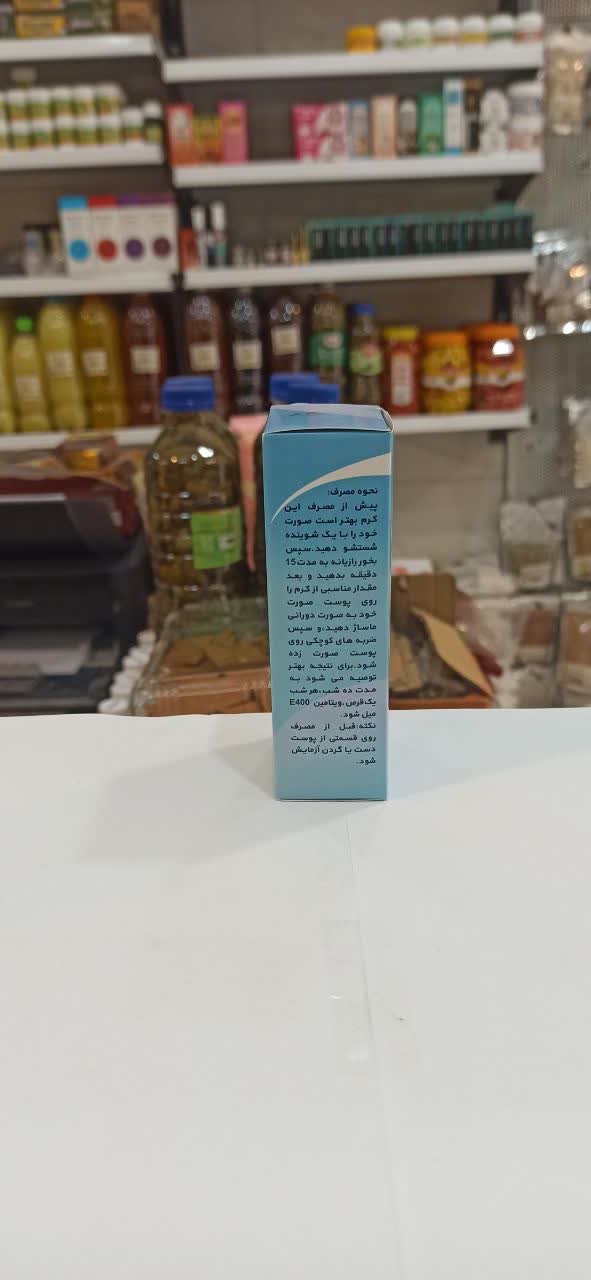 نحوه مصرف:
پیش از مصرف این
کرم بهتر است صورت
خود را با یک شوینده
شستشو دهید.سپس
بخور رازیانه به مدت 15
دقیقه بدهید و بعد
مقدار مناسبی از کرم را
روی پوست صورت
خود به صورت دورانی
ماساژ دهید،و سپس
ضربه های کوچکی روی
پوست صورت زده
شود.برای نتیجه بهتر
توصیه می شود به
مدت ده شب،هر شب
یک قرص،ویتامین E400
میل شود.
نکته:قبل از مصرف
روی قسمتی از پوست
دست یا گردن آزمایش
شود.